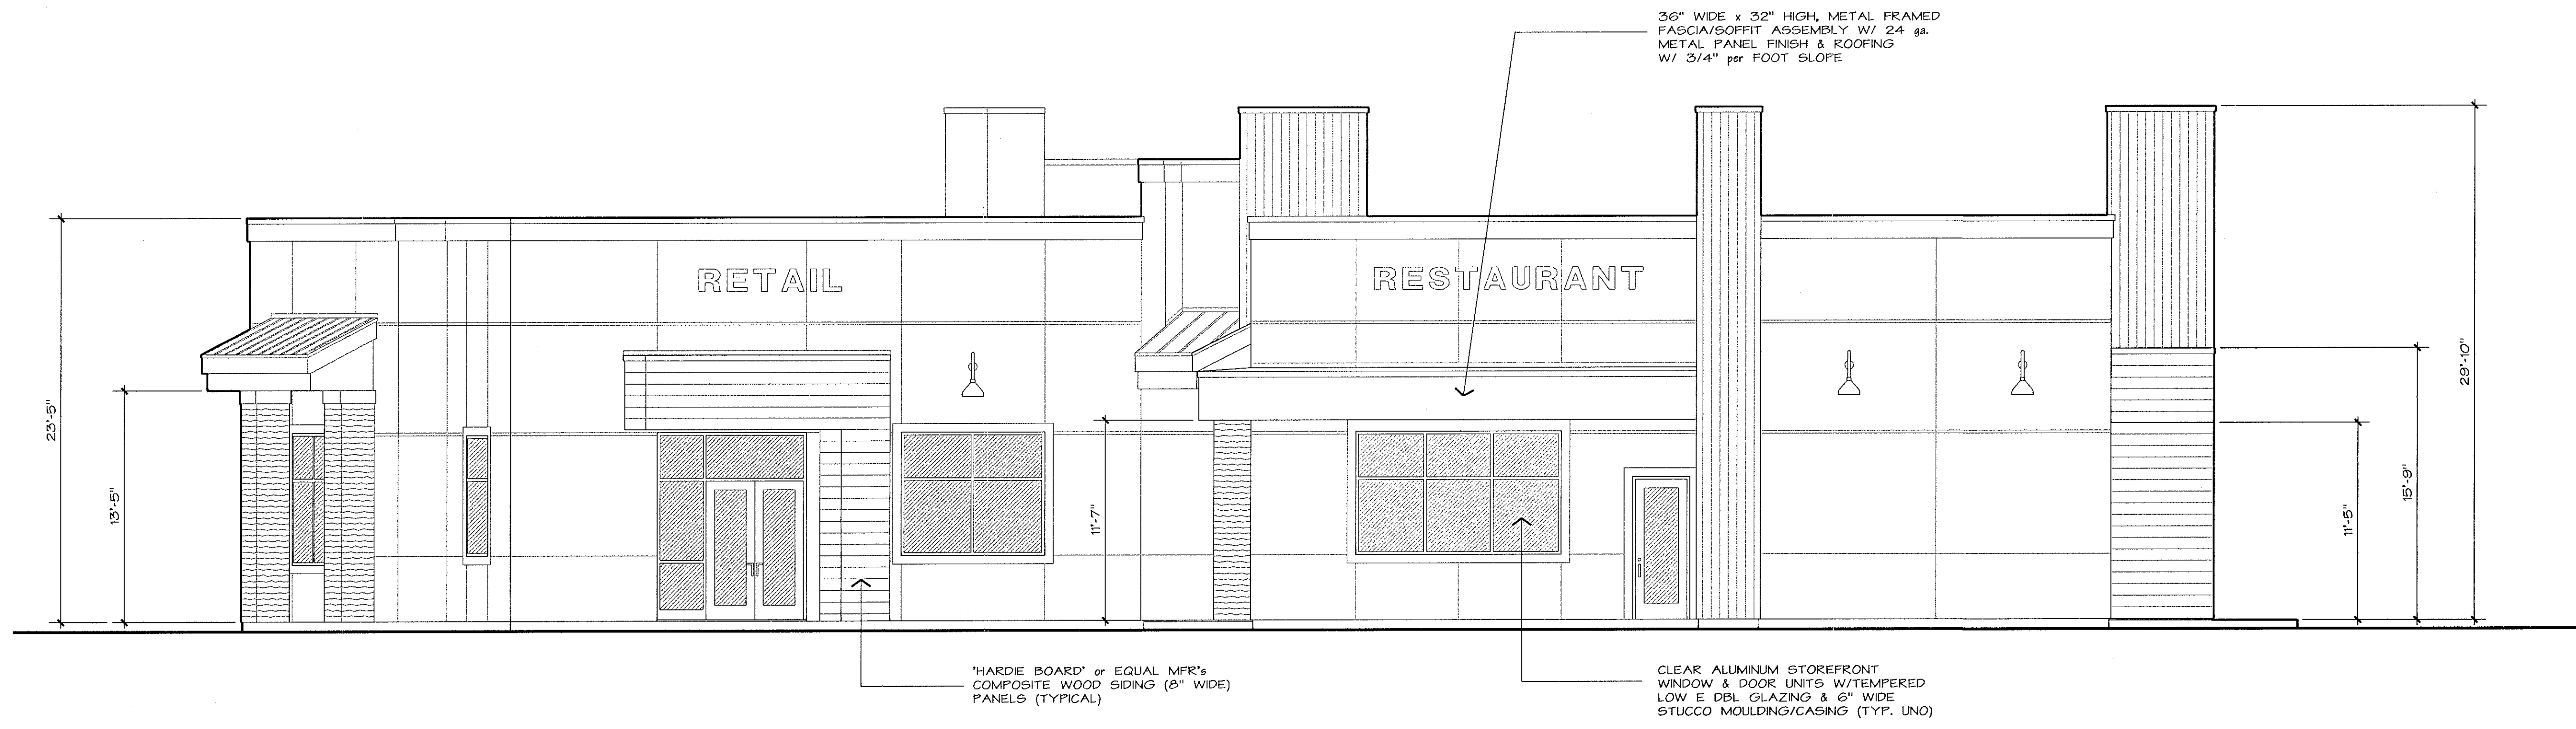 36" WIDE x 32" HIGH, METAL FRAMED
FASCIA/SOFFIT ASSEMBLY W/ 24 ga.
METAL PANEL FINISH & ROOFING
W/ 3/4" per FOOT SLOPE
RETAIL
RESTAURANT
23'-5"
13'-5"
11'-7"
11'-5"
15'-9"
29'-10"
"HARDIE BOARD" or EQUAL MFR's
COMPOSITE WOOD SIDING (8" WIDE)
PANELS (TYPICAL)
CLEAR ALUMINUM STOREFRONT
WINDOW & DOOR UNITS W/TEMPERED
LOW E DBL GLAZING & 6" WIDE
STUCCO MOULDING/CASING (TYP. UNO)